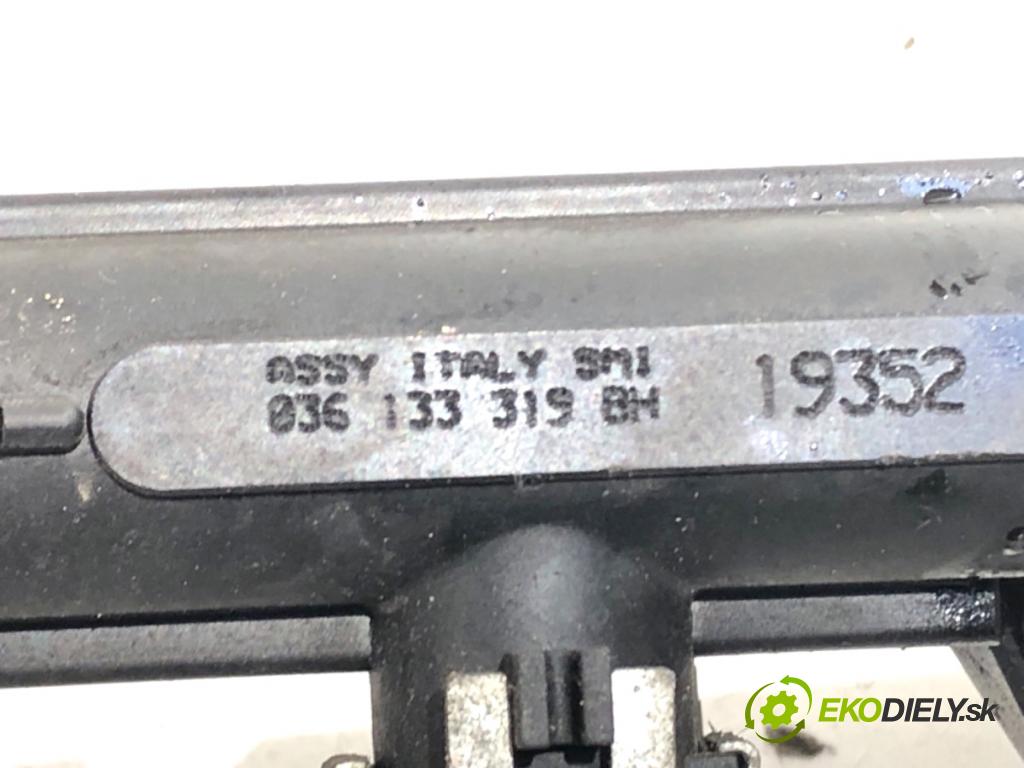 ASSY ITALY SMI
036 133 319 BH
19352
EKODIELY.sk